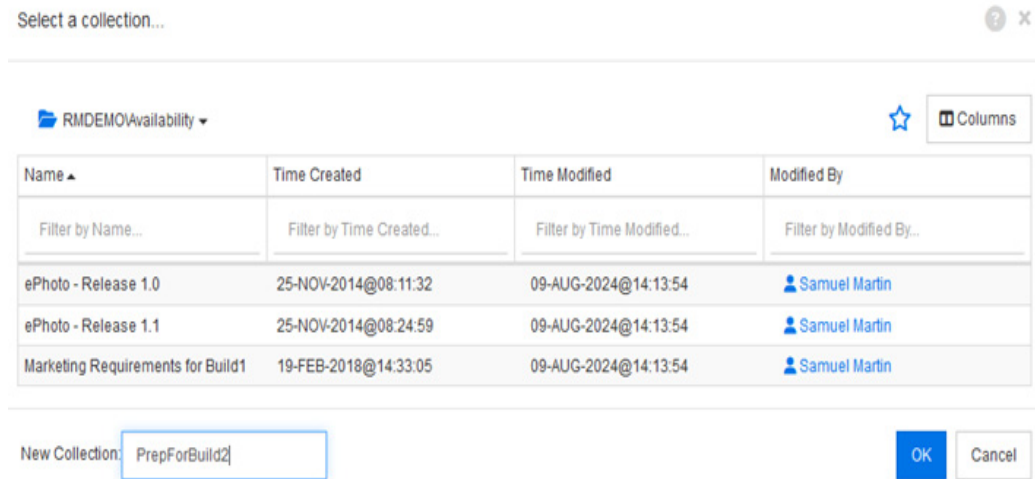 Select a collection...
RMDEMO\Availability
Columns
Name Time Created Time Modified Modified By
Filter by Name... Filter by Time Created... Filter by Time Modified... Filter by Modified By...
ePhoto - Release 1.0 25-NOV-2014@08:11:32 09-AUG-2024@14:13:54 Samuel Martin
ePhoto - Release 1.1 25-NOV-2014@08:24:59 09-AUG-2024@14:13:54 Samuel Martin
Marketing Requirements for Build1 19-FEB-2018@14:33:05 09-AUG-2024@14:13:54 Samuel Martin
New Collection: PrepForBuild2 OK Cancel